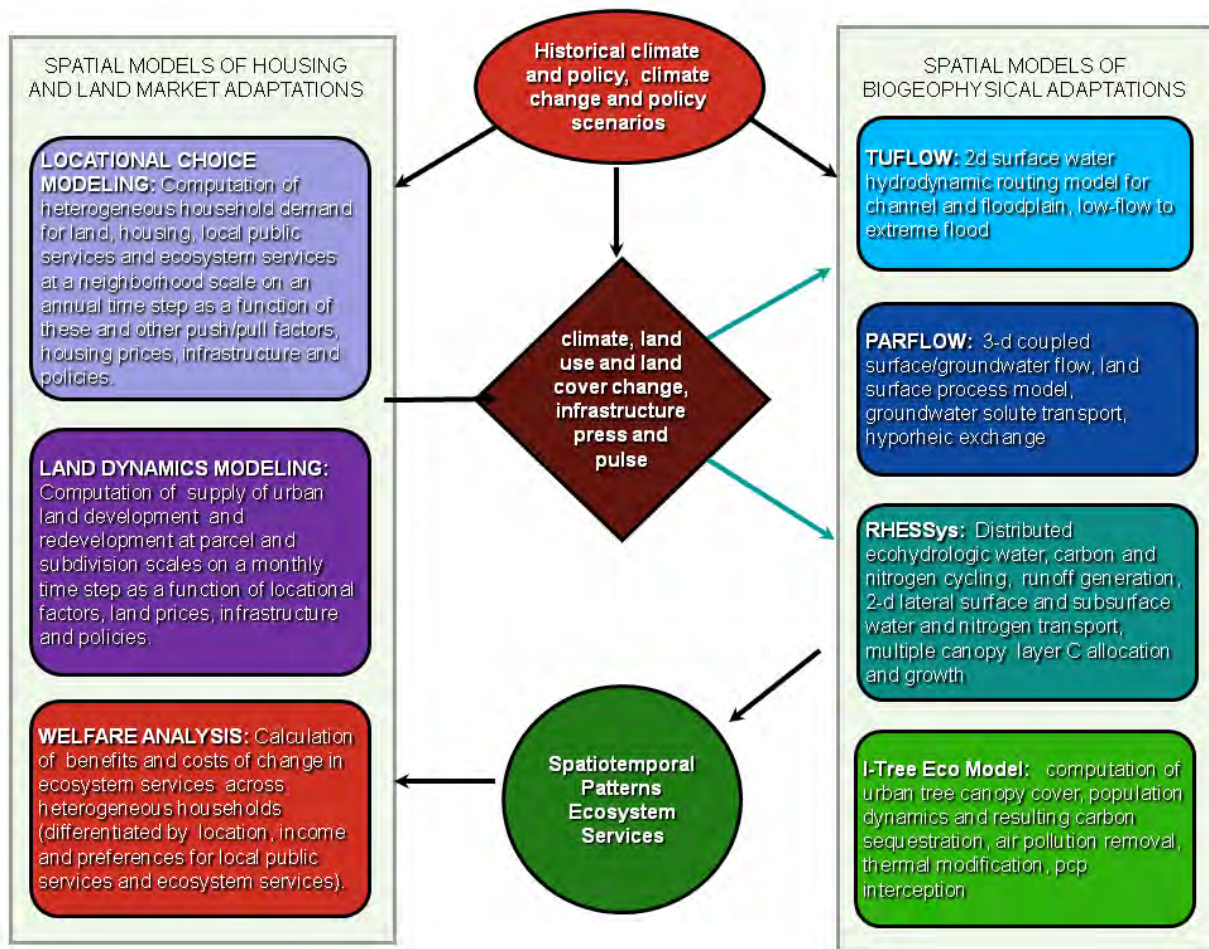 SPATIAL MODELS OF HOUSING
AND LAND MARKET ADAPTATIONS
LOCATIONAL CHOICE
MODELING: Computation of
heterogeneous household demand
for land, housing, local public
services and ecosystem services
at a neighborhood scale on an
annual time step as a function of
these and other push/pull factors,
housing prices, infrastructure and
policies.
LAND DYNAMICS MODELING:
Computation of supply of urban
land development and
redevelopment at parcel and
subdivision scales on a monthly
time step as a function of locational
factors, land prices, infrastructure
and policies.
WELFARE ANALYSIS: Calculation
of benefits and costs of change in
ecosystem services across
heterogeneous households
(differentiated by location, income
and preferences for local public
services and ecosystem services).
Historical climate
and policy, climate
change and policy
scenarios
climate, land
use and land
cover change,
infrastructure
press and
pulse
Spatiotemporal
Patterns
Ecosystem
Services
SPATIAL MODELS OF
BIOGEOPHYSICAL ADAPTATIONS
TUFLOW: 2d surface water
hydrodynamic routing model for
channel and floodplain, low-flow to
extreme flood
PARFLOW: 3-d coupled
surface/groundwater flow, land
surface process model,
groundwater solute transport,
hyporheic exchange
RHESSys: Distributed
ecohydrologic water, carbon and
nitrogen cycling, runoff generation,
2-d lateral surface and subsurface
water and nitrogen transport,
multiple canopy layer C allocation
and growth
I-Tree Eco Model: computation of
urban tree canopy cover, population
dynamics and resulting carbon
sequestration, air pollution removal,
thermal modification, pcp
interception